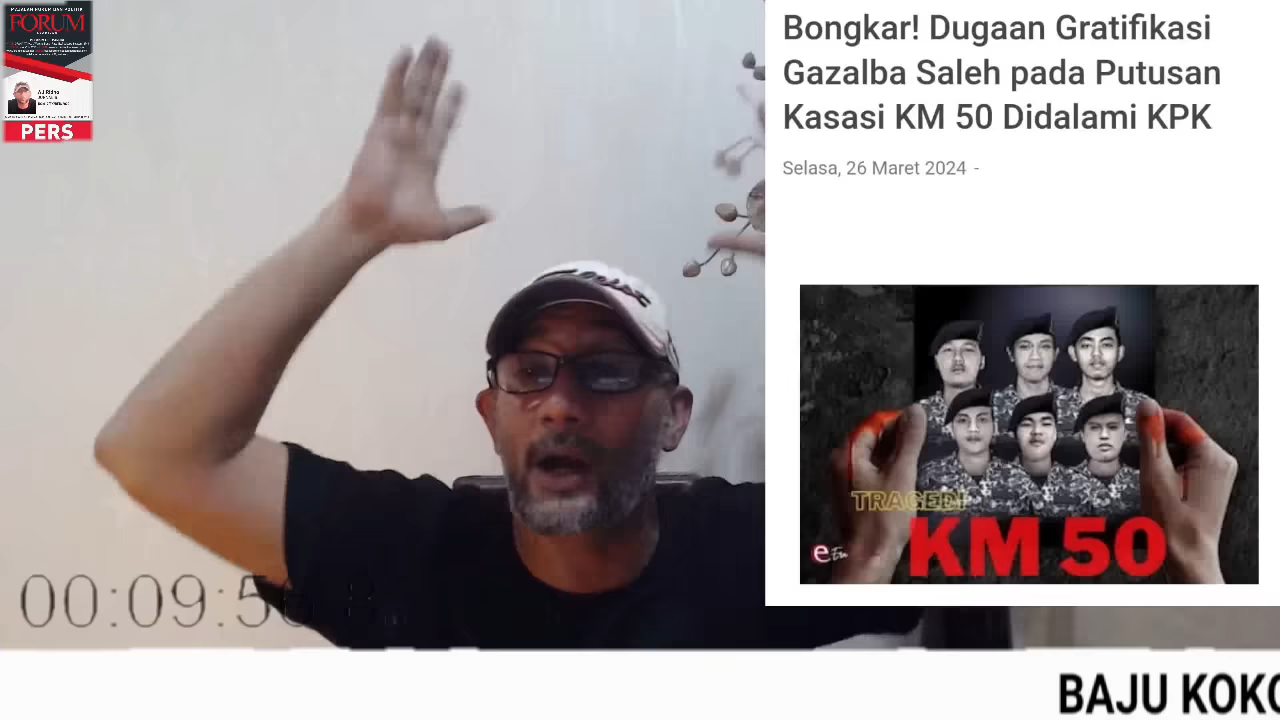 FORUM
PERS
Bongkar! Dugaan Gratifikasi
Gazalba Saleh pada Putusan
Kasasi KM 50 Didalami KPK
Selasa, 26 Maret 2024 -
TRAGEDI
KM 50
00:09:5
BAJU KOKO